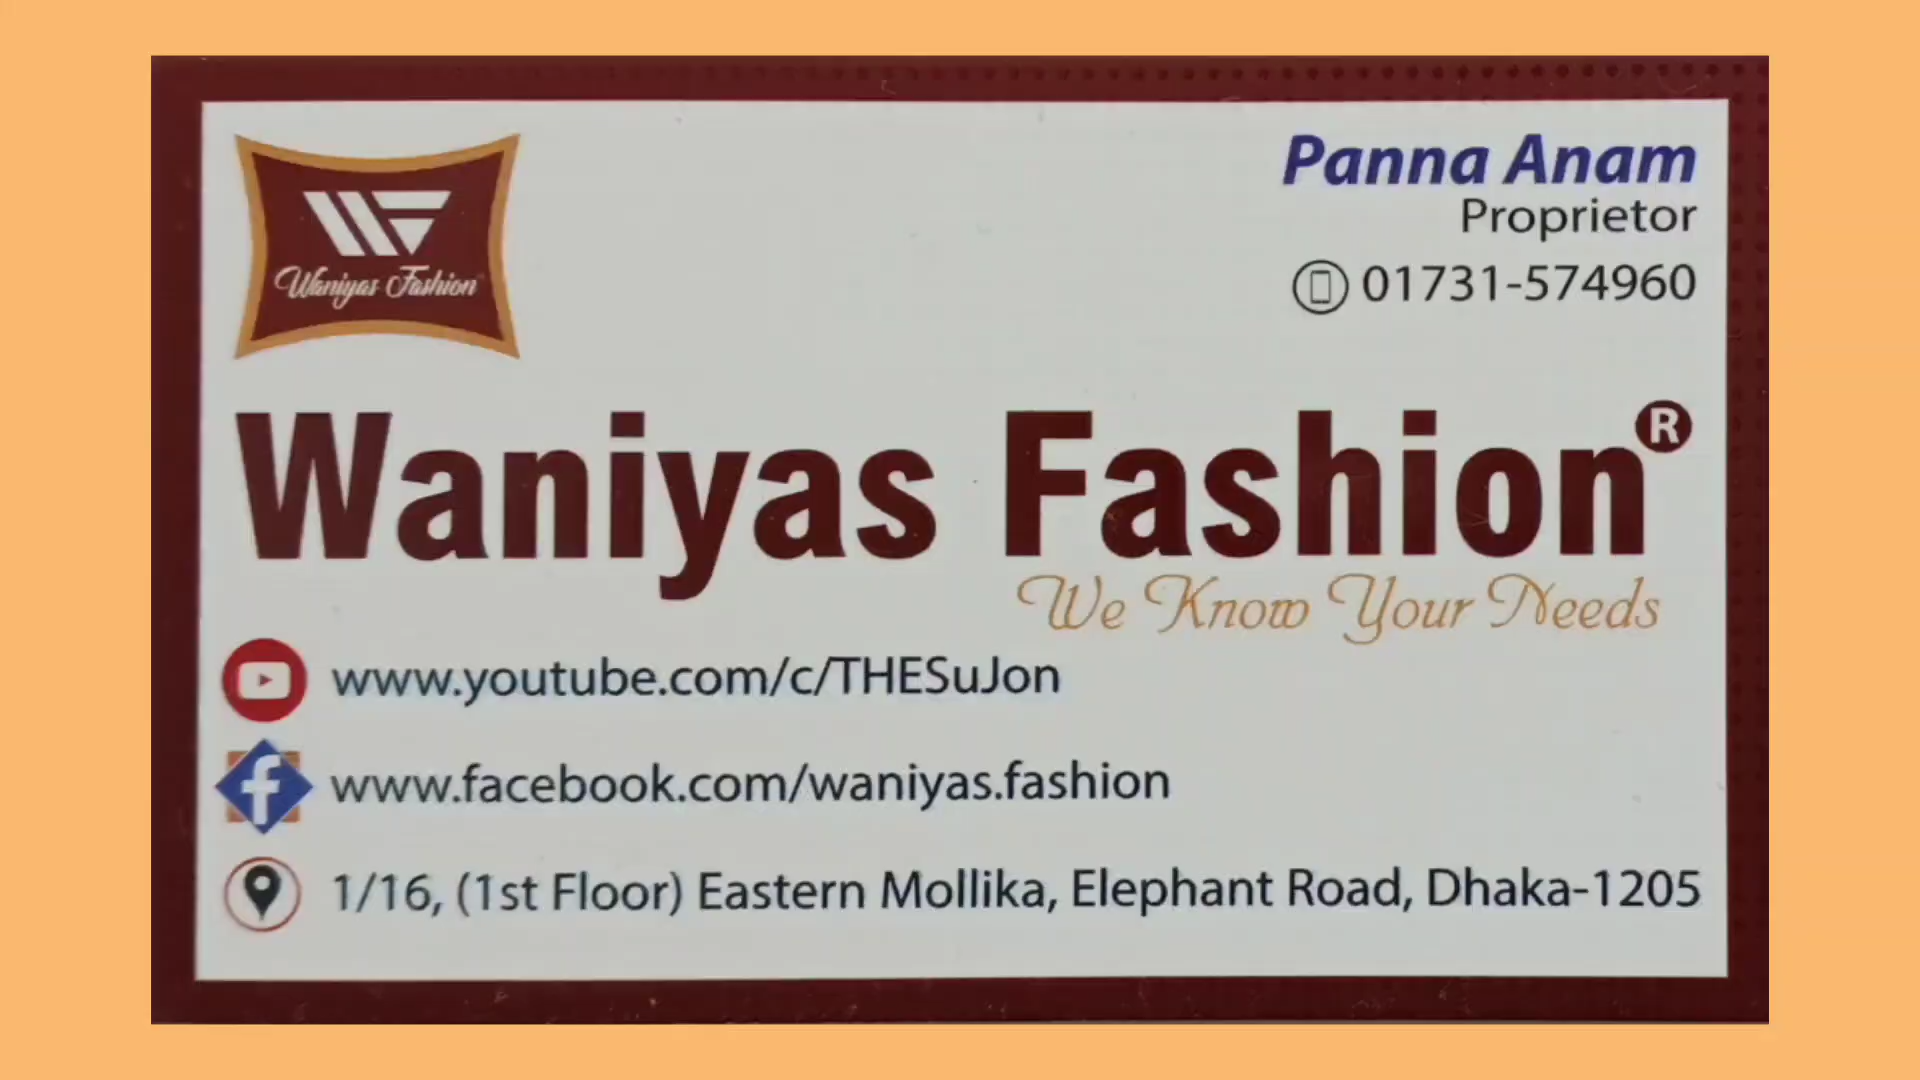 Waniyas Fashion
Panna Anam
Proprietor
01731-574960
Waniyas Fashion®
We Know Your Needs
www.youtube.com/c/THESuJon
www.facebook.com/waniyas.fashion
1/16, (1st Floor) Eastern Mollika, Elephant Road, Dhaka-1205